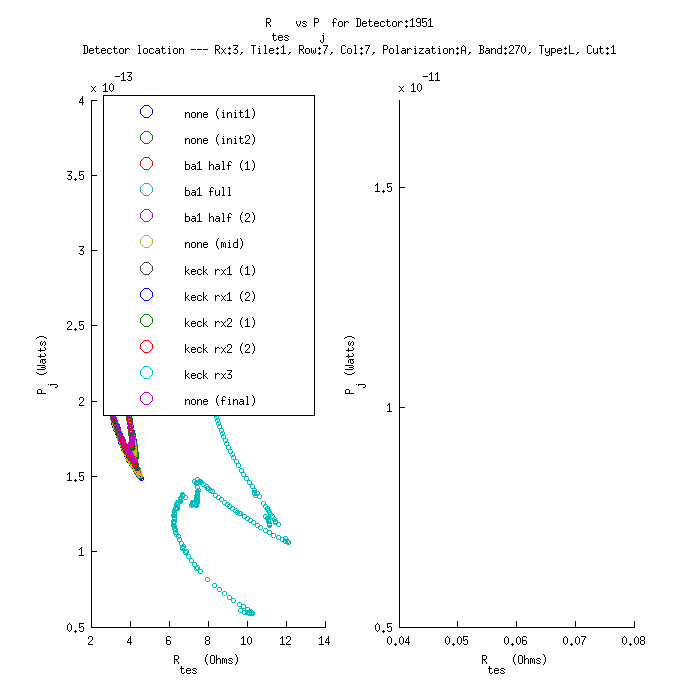 R    vs P  for Detector:1951
tes     j
Detector location --- Rx:3, Tile:1, Row:7, Col:7, Polarization:A, Band:270, Type:L, Cut:1
x 10^-13
x 10^-11
4
3.5
3
2.5
2
1.5
1
0.5
P_j (Watts)
none (init1)
none (init2)
ba1 half (1)
ba1 full
ba1 half (2)
none (mid)
keck rx1 (1)
keck rx1 (2)
keck rx2 (1)
keck rx2 (2)
keck rx3
none (final)
2 4 6 8 10 12 14
R_tes (Ohms)
1.5
1
0.5
P_j (Watts)
0.04 0.05 0.06 0.07 0.08
R_tes (Ohms)